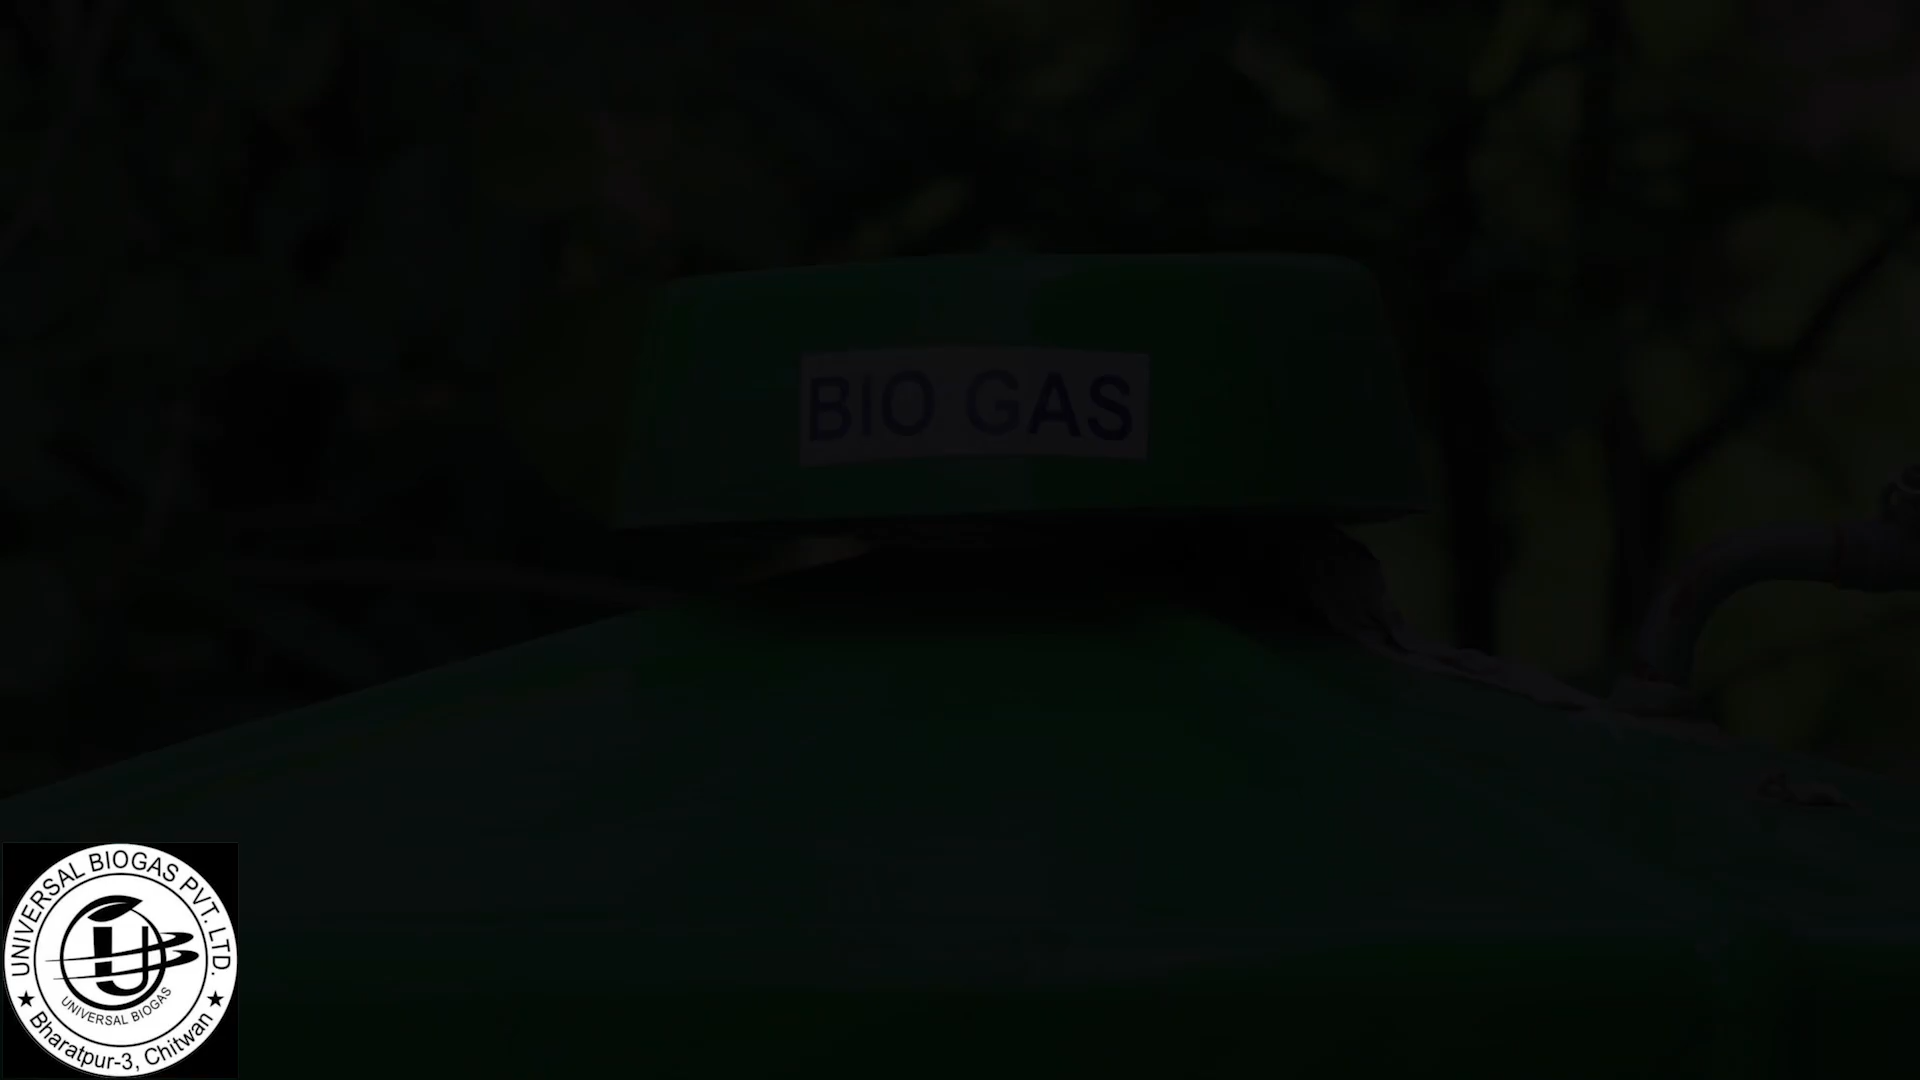 BIO GAS
UNIVERSAL BIOGAS PVT. LTD.
UNIVERSAL BIOGAS
★ Bharatpur-3, Chitwan ★